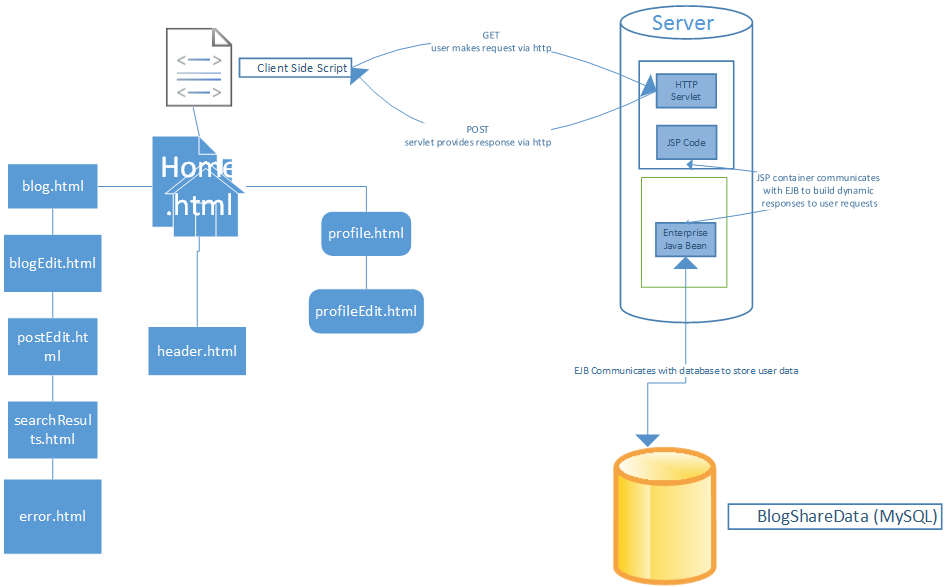 Server
GET
user makes request via http
Client Side Script
HTTP
Servlet
POST
servlet provides response via http
JSP Code
Home
.html
blog.html
JSP container communicates
with EJB to build dynamic
responses to user requests
profile.html
Enterprise
Java Bean
blogEdit.html
profileEdit.html
postEdit.ht
ml
header.html
EJB Communicates with database to store user data
searchResul
ts.html
error.html
BlogShareData (MySQL)